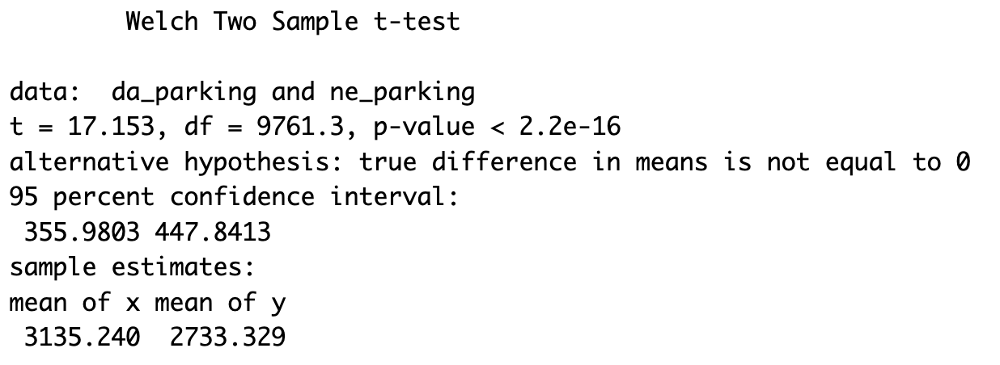 Welch Two Sample t-test
data:  da_parking and ne_parking
t = 17.153, df = 9761.3, p-value < 2.2e-16
alternative hypothesis: true difference in means is not equal to 0
95 percent confidence interval:
 355.9803 447.8413
sample estimates:
mean of x mean of y
 3135.240  2733.329